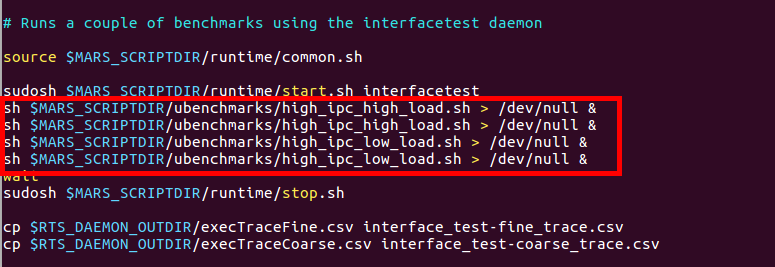 # Runs a couple of benchmarks using the interfacetest daemon
source $MARS_SCRIPTDIR/runtime/common.sh
sudosh $MARS_SCRIPTDIR/runtime/start.sh interfacetest
sh $MARS_SCRIPTDIR/ubenchmarks/high_ipc_high_load.sh > /dev/null &
sh $MARS_SCRIPTDIR/ubenchmarks/high_ipc_high_load.sh > /dev/null &
sh $MARS_SCRIPTDIR/ubenchmarks/high_ipc_low_load.sh > /dev/null &
sh $MARS_SCRIPTDIR/ubenchmarks/high_ipc_low_load.sh > /dev/null &
wait
sudosh $MARS_SCRIPTDIR/runtime/stop.sh
cp $RTS_DAEMON_OUTDIR/execTraceFine.csv interface_test-fine_trace.csv
cp $RTS_DAEMON_OUTDIR/execTraceCoarse.csv interface_test-coarse_trace.csv